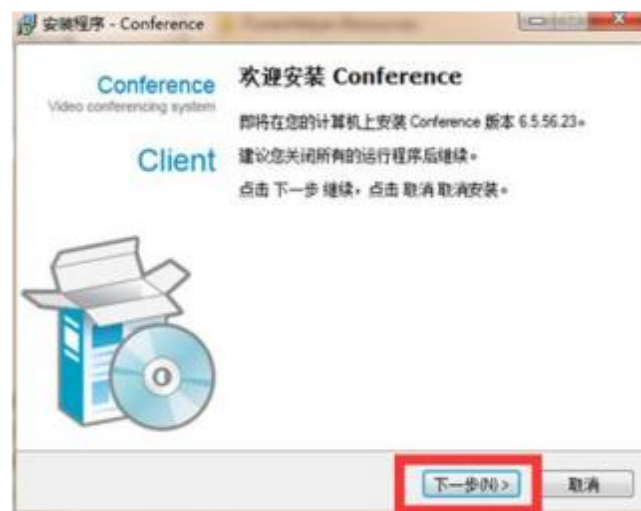 安装程序 - Conference
Conference
Video conferencing system
Client
欢迎安装 Conference
即将在您的计算机上安装 Conference 版本 6.5.56.23。
建议您关闭所有的运行程序后继续。
点击 下一步 继续，点击 取消 取消安装。
下一步(N) >
取消